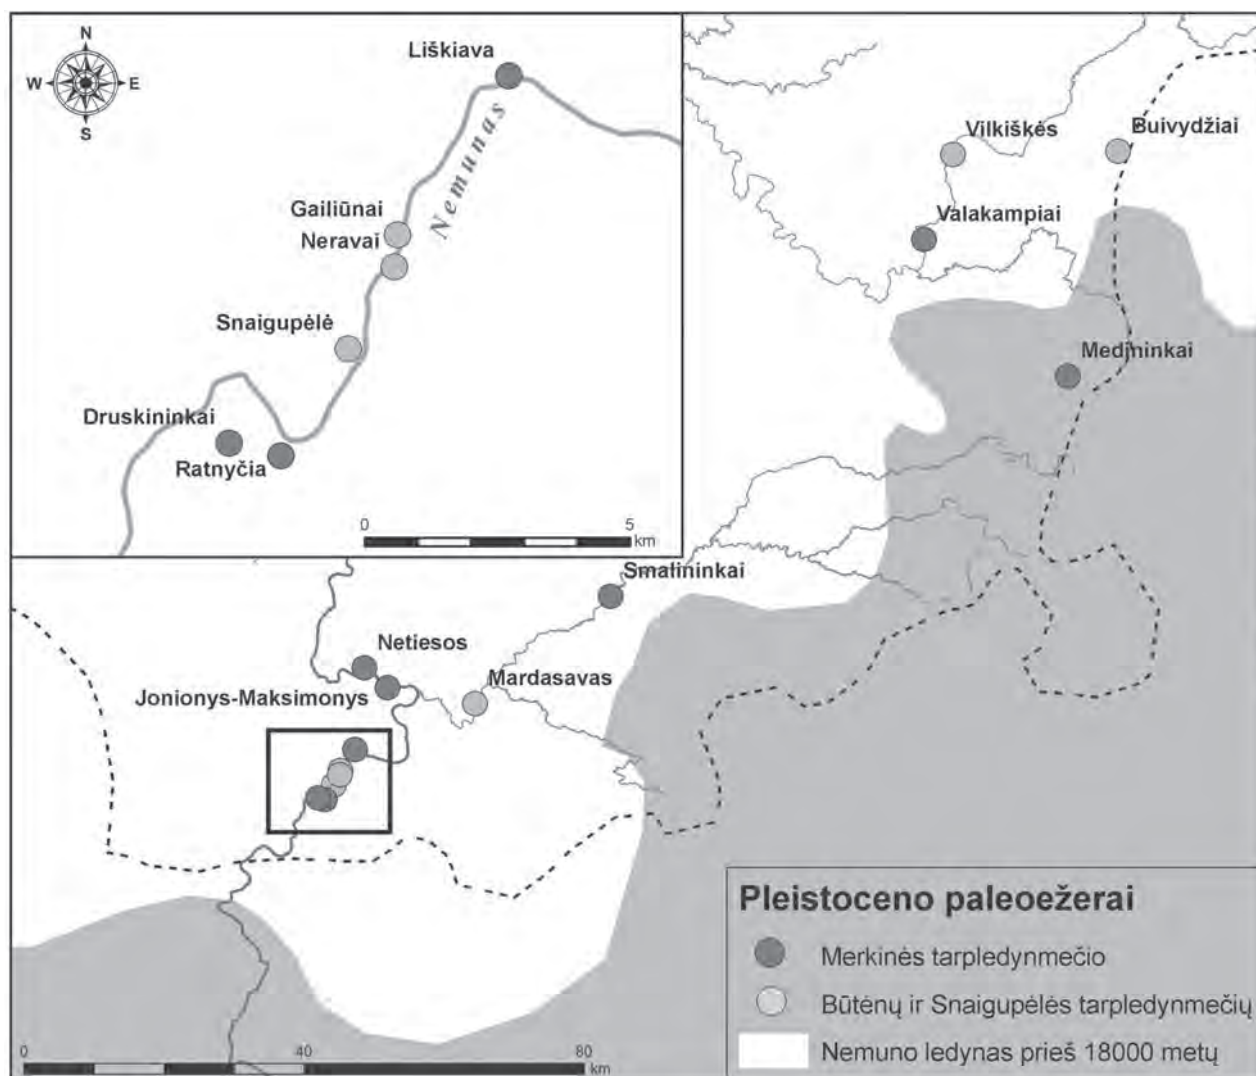 N
W E
S
Liškiava
Nemunas
Gailiūnai
Neravai
Snaigupėlė
Druskininkai
Ratnyčia
0 5
km
Vilkiškės
Buivydžiai
Valakampiai
Medininkai
Smalininkai
Netiesos
Mardasavas
Jonionys-Maksimonys
Pleistoceno paleoežerai
Merkinės tarpledynmečio
Būtėnų ir Snaigupėlės tarpledynmečių
Nemuno ledynas prieš 18000 metų
0 40 80
km